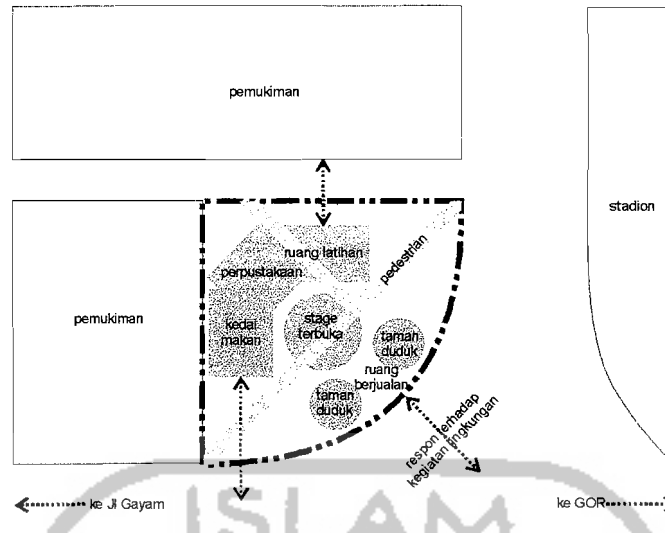 pemukiman
stadion
ruang latihan
pedestrian
perpustakaan
pemukiman
kedai
makan
stage
terbuka
taman
duduk
ruang
berjualan
taman
duduk
respon terhadap
kegiatan lingkungan
ke Jl Gayam
ke GOR
ISLAM